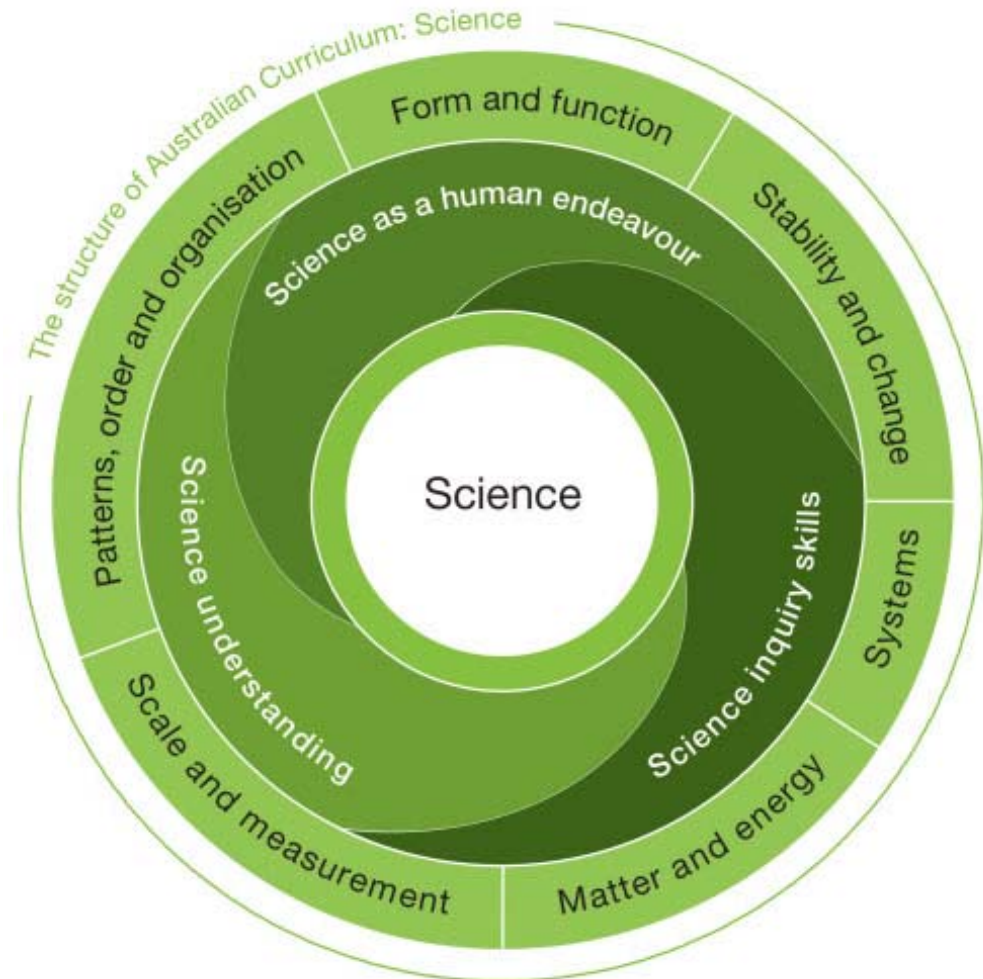 The structure of Australian Curriculum: Science
Form and function
Stability and change
Systems
Matter and energy
Scale and measurement
Patterns, order and organisation
Science as a human endeavour
Science inquiry skills
Science understanding
Science